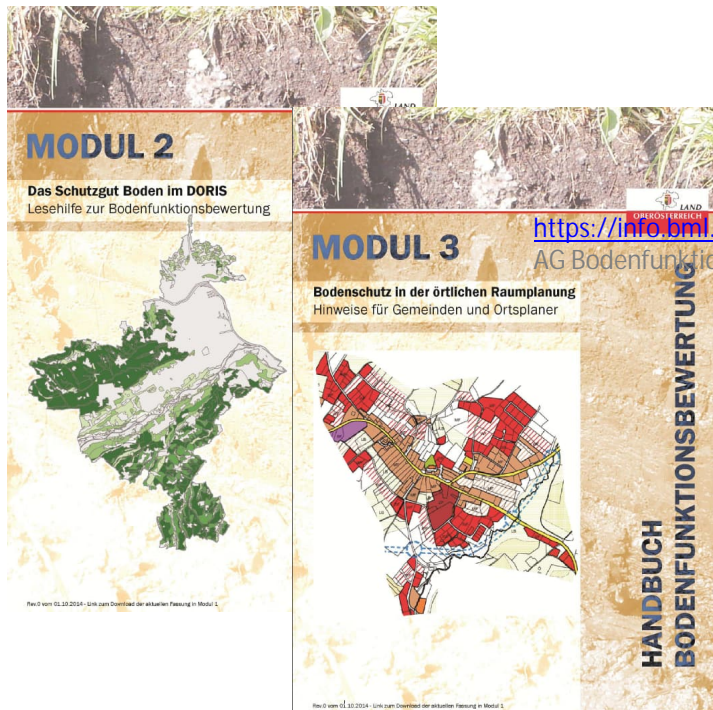 LAND
MODUL 2
Das Schutzgut Boden im DORIS
Lesehilfe zur Bodenfunktionsbewertung
Rev.0 vom 01.10.2014 - Link zum Download der aktuellen Fassung in Modul 1
LAND
OBERÖSTERREICH
MODUL 3
Bodenschutz in der örtlichen Raumplanung
Hinweise für Gemeinden und Ortsplaner
https://info.bml.
AG Bodenfunktio
HANDBUCH
BODENFUNKTIONSBEWERTUNG
Rev.0 vom 01.10.2014 - Link zum Download der aktuellen Fassung in Modul 1